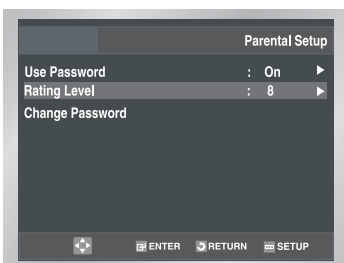 Parental Setup
Use Password : On
Rating Level : 8
Change Password
ENTER RETURN SETUP